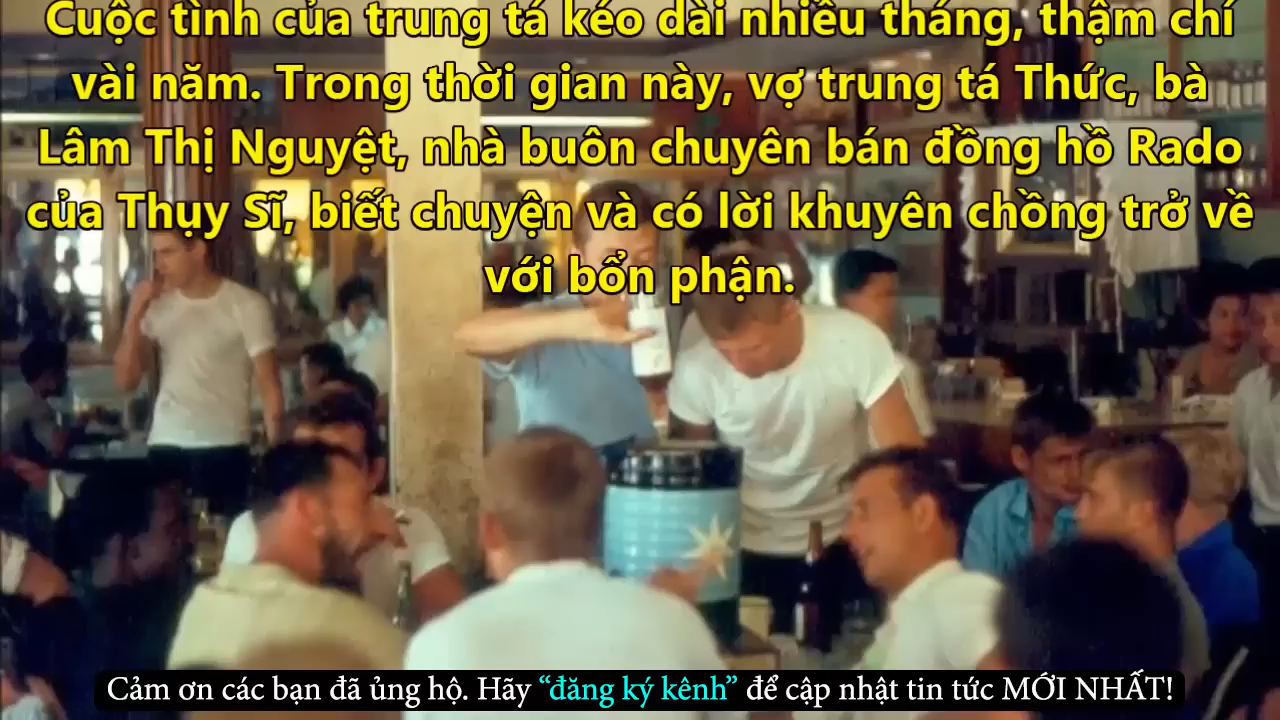 Cuộc tình của trung tá kéo dài nhiều tháng, thậm chí
vài năm. Trong thời gian này, vợ trung tá Thức, bà
Lâm Thị Nguyệt, nhà buôn chuyên bán đồng hồ Rado
của Thụy Sĩ, biết chuyện và có lời khuyên chồng trở về
với bổn phận.
Cảm ơn các bạn đã ủng hộ. Hãy “đăng ký kênh” để cập nhật tin tức MỚI NHẤT!